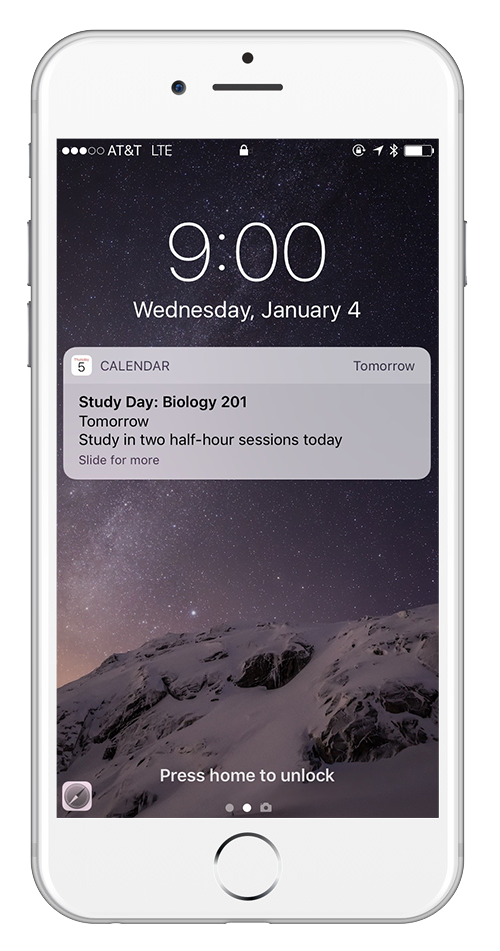 AT&T LTE
9:00
Wednesday, January 4
Thursday
5
CALENDAR Tomorrow
Study Day: Biology 201
Tomorrow
Study in two half-hour sessions today
Slide for more
Press home to unlock